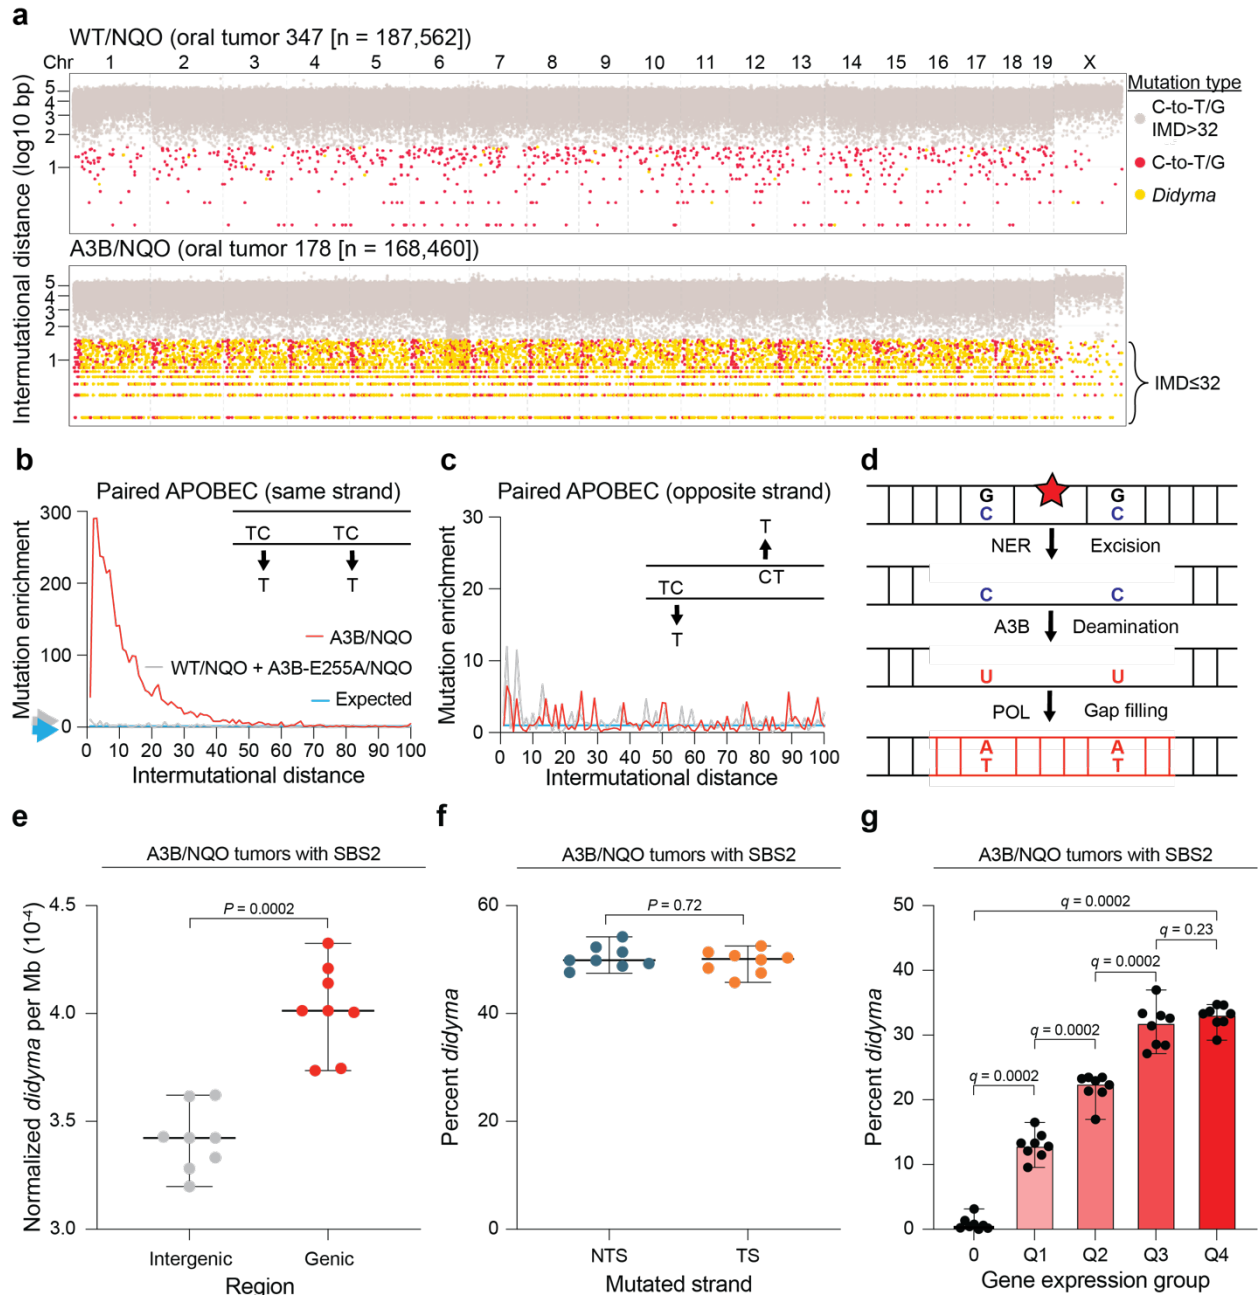 a
WT/NQO (oral tumor 347 [n = 187,562])
Chr 1 2 3 4 5 6 7 8 9 10 11 12 13 14 15 16 17 18 19 X
Intermutational distance (log10 bp)
5
4
3
2
1
Mutation type
C-to-T/G
IMD>32
C-to-T/G
Didyma
A3B/NQO (oral tumor 178 [n = 168,460])
5
4
3
2
1
IMD≤32
b
Paired APOBEC (same strand)
Mutation enrichment
300
200
100
0
TC TC
T T
A3B/NQO
WT/NQO + A3B-E255A/NQO
Expected
0 10 20 30 40 50 60 70 80 90 100
Intermutational distance
c
Paired APOBEC (opposite strand)
Mutation enrichment
30
20
10
0
T
CT
TC
T
0 10 20 30 40 50 60 70 80 90 100
Intermutational distance
d
G G
C C
NER Excision
C C
A3B Deamination
U U
POL Gap filling
A A
T T
e
A3B/NQO tumors with SBS2
P = 0.0002
Normalized didyma per Mb (10⁻⁴)
4.5
4.0
3.5
3.0
Intergenic Genic
Region
f
A3B/NQO tumors with SBS2
P = 0.72
Percent didyma
60
40
20
0
NTS TS
Mutated strand
g
A3B/NQO tumors with SBS2
Percent didyma
50
40
30
20
10
0
q = 0.0002
q = 0.23
q = 0.0002
q = 0.0002
q = 0.0002
0 Q1 Q2 Q3 Q4
Gene expression group